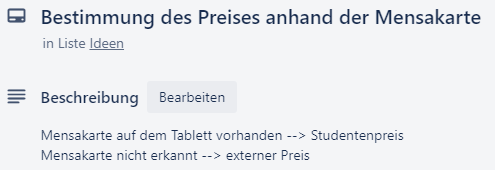 Bestimmung des Preises anhand der Mensakarte
in Liste Ideen
Beschreibung Bearbeiten
Mensakarte auf dem Tablett vorhanden --> Studentenpreis
Mensakarte nicht erkannt --> externer Preis